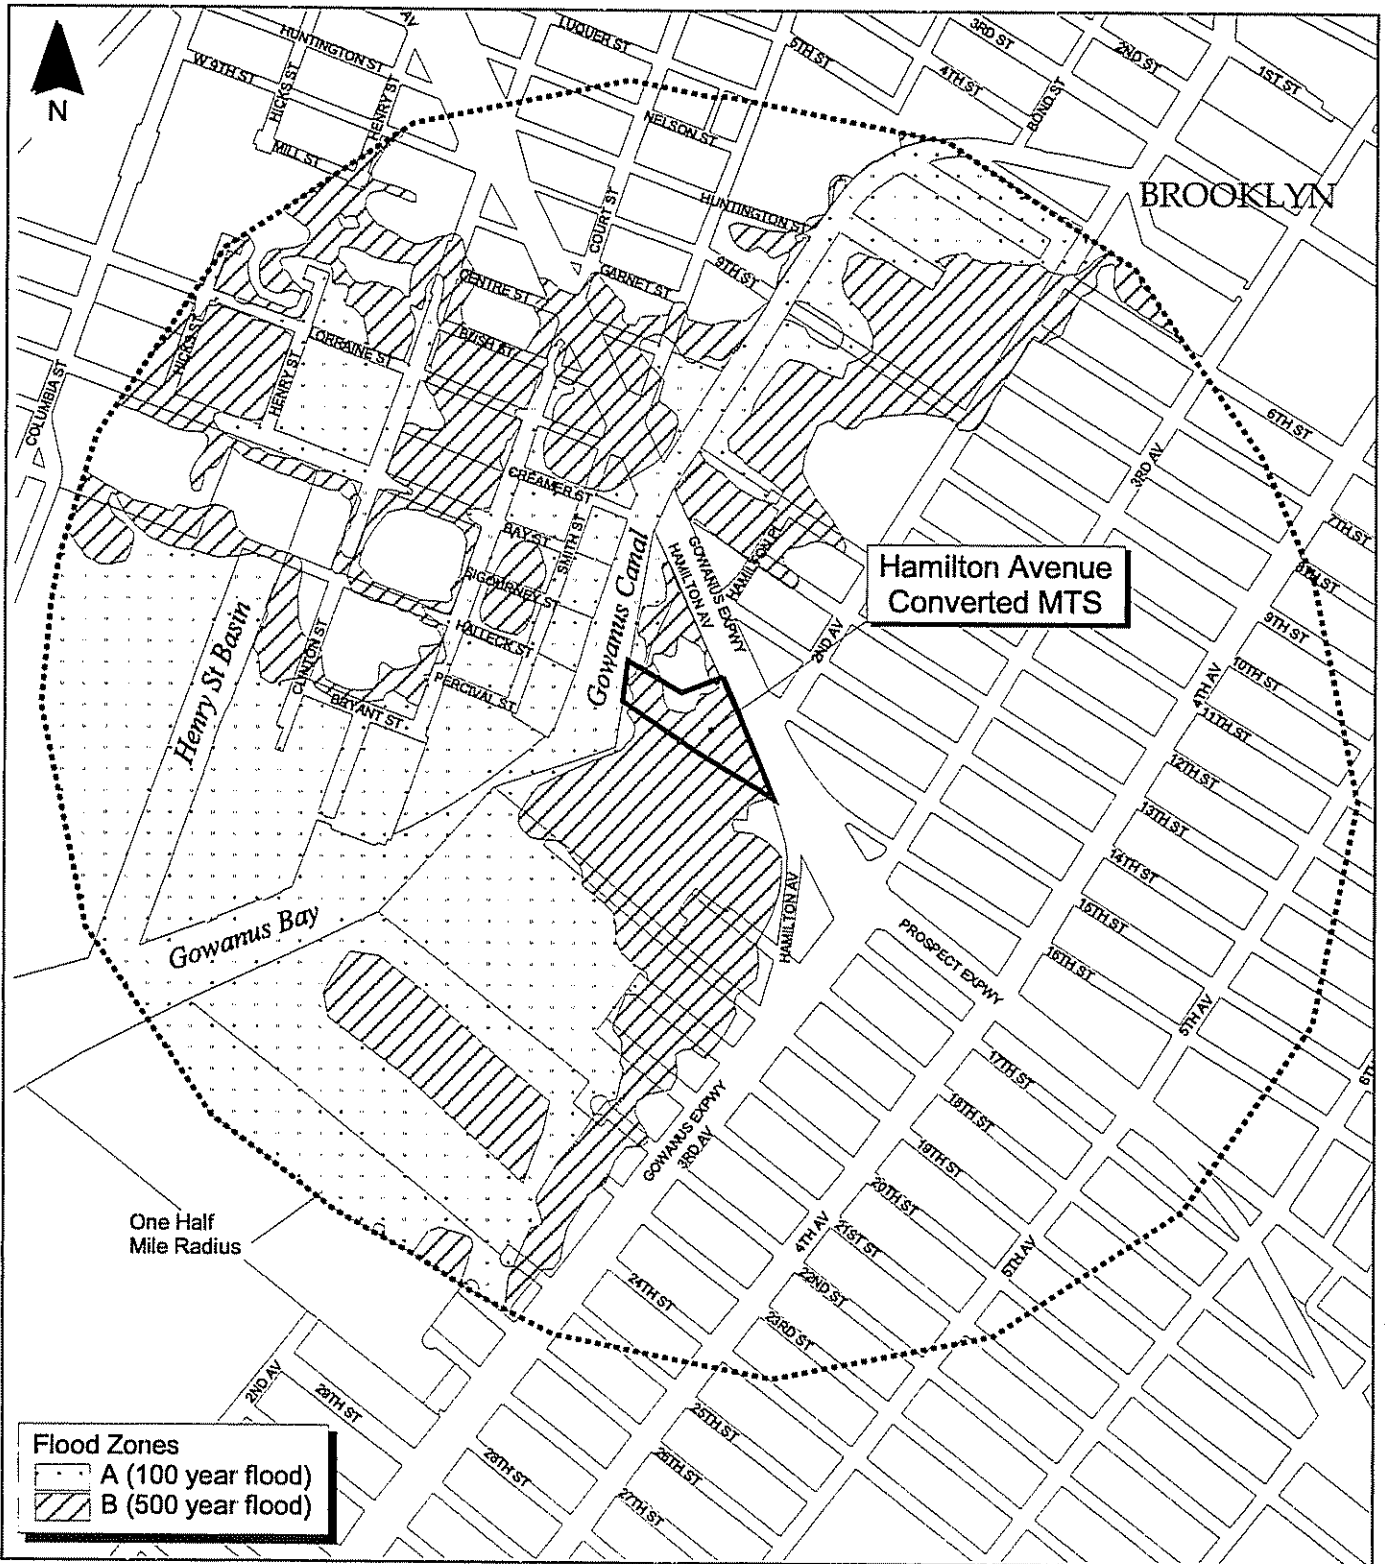 AV
HUNTINGTON ST
LUQUER ST
3RD ST
2ND ST
1ST ST
W 9TH ST
HICKS ST
HENRY ST
5TH ST
4TH ST
BOND ST
N
MILL ST
NELSON ST
BROOKLYN
HUNTINGTON ST
COURT ST
9TH ST
CENTRE ST
GARNET ST
HICKS ST
LORRAINE ST
BUSH ST
HENRY ST
COLUMBIA ST
6TH ST
3RD AV
CREAMER ST
7TH ST
BAY ST
SMITH ST
Gowanus Canal
GOWANUS EXPWY
HAMILTON AV
HAMILTON PL
Hamilton Avenue
Converted MTS
8TH ST
SIGOURNEY ST
HALLECK ST
2ND AV
9TH ST
Henry St Basin
CLINTON ST
PERCIVAL ST
BRYANT ST
10TH ST
4TH AV
11TH ST
12TH ST
13TH ST
14TH ST
15TH ST
HAMILTON AV
PROSPECT EXPWY
16TH ST
Gowanus Bay
5TH AV
17TH ST
18TH ST
GOWANUS EXPWY
3RD AV
19TH ST
20TH ST
One Half
Mile Radius
4TH AV
21ST ST
5TH AV
24TH ST
22ND ST
23RD ST
2ND AV
29TH ST
25TH ST
28TH ST
26TH ST
27TH ST
Flood Zones
A (100 year flood)
B (500 year flood)